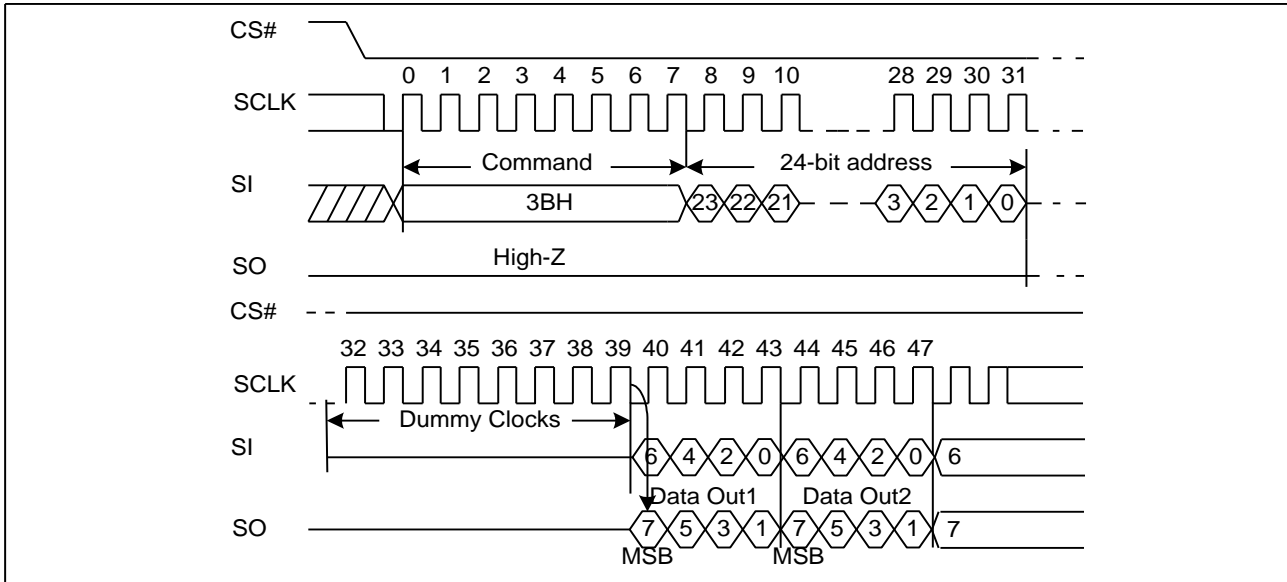 CS#
0 1 2 3 4 5 6 7 8 9 10 28 29 30 31
SCLK
Command 24-bit address
SI
3BH 23 22 21 3 2 1 0
High-Z
SO
CS#
32 33 34 35 36 37 38 39 40 41 42 43 44 45 46 47
SCLK
Dummy Clocks
SI
6 4 2 0 6 4 2 0 6
Data Out1 Data Out2
SO
7 5 3 1 7 5 3 1 7
MSB MSB